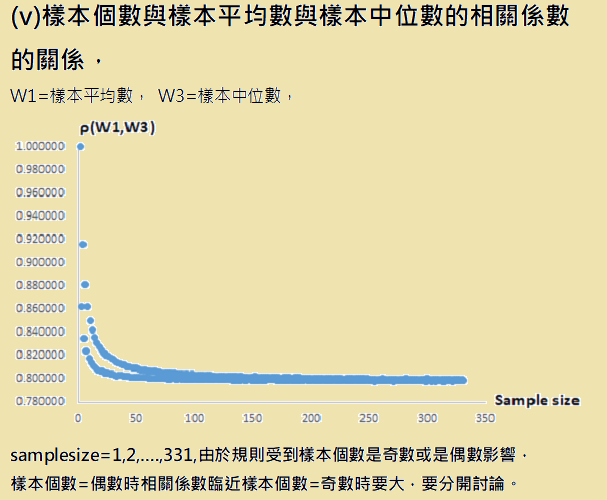 (v)樣本個數與樣本平均數與樣本中位數的相關係數
的關係，
W1=樣本平均數， W3=樣本中位數，
ρ(W1,W3)
1.000000
0.980000
0.960000
0.940000
0.920000
0.900000
0.880000
0.860000
0.840000
0.820000
0.800000
0.780000
0 50 100 150 200 250 300 350
Sample size
samplesize=1,2,....,331,由於規則受到樣本個數是奇數或是偶數影響，
樣本個數=偶數時相關係數臨近樣本個數=奇數時要大，要分開討論。